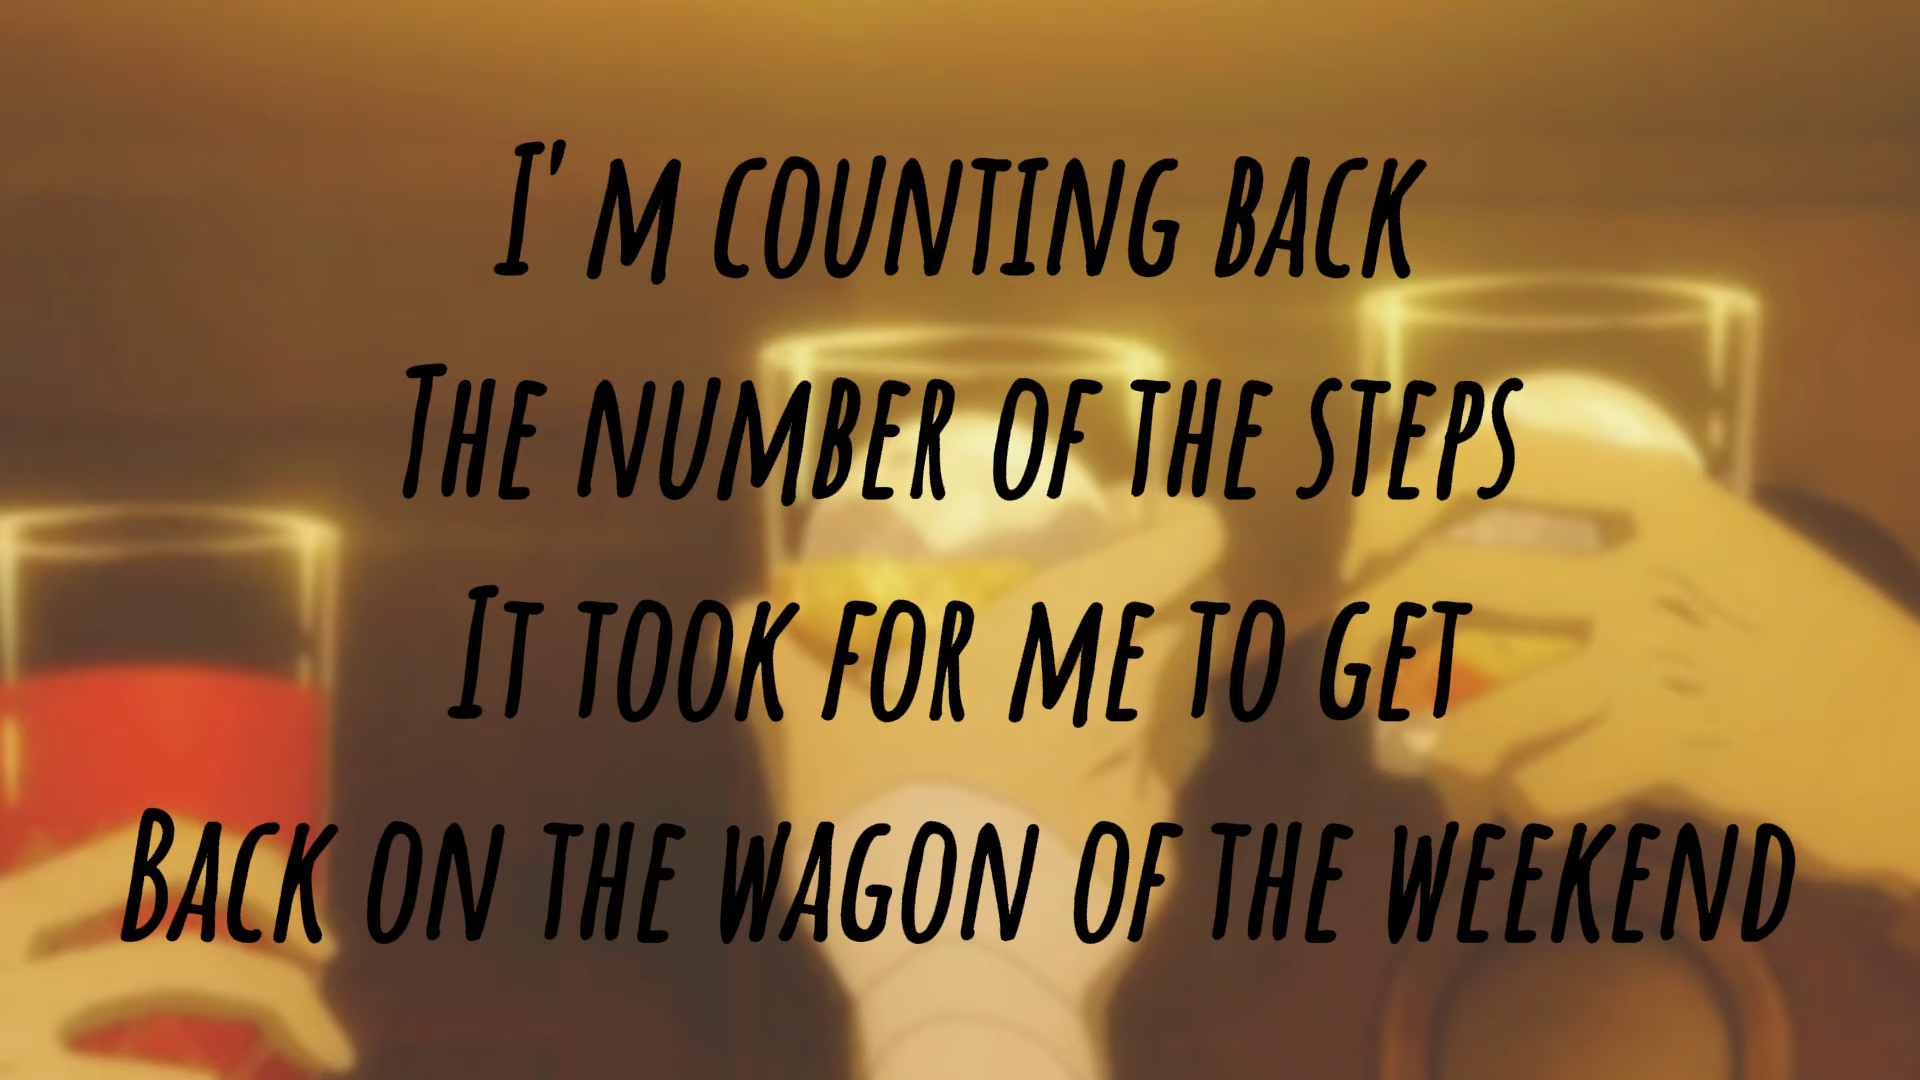 I'm counting back
The number of the steps
It took for me to get
Back on the wagon of the weekend